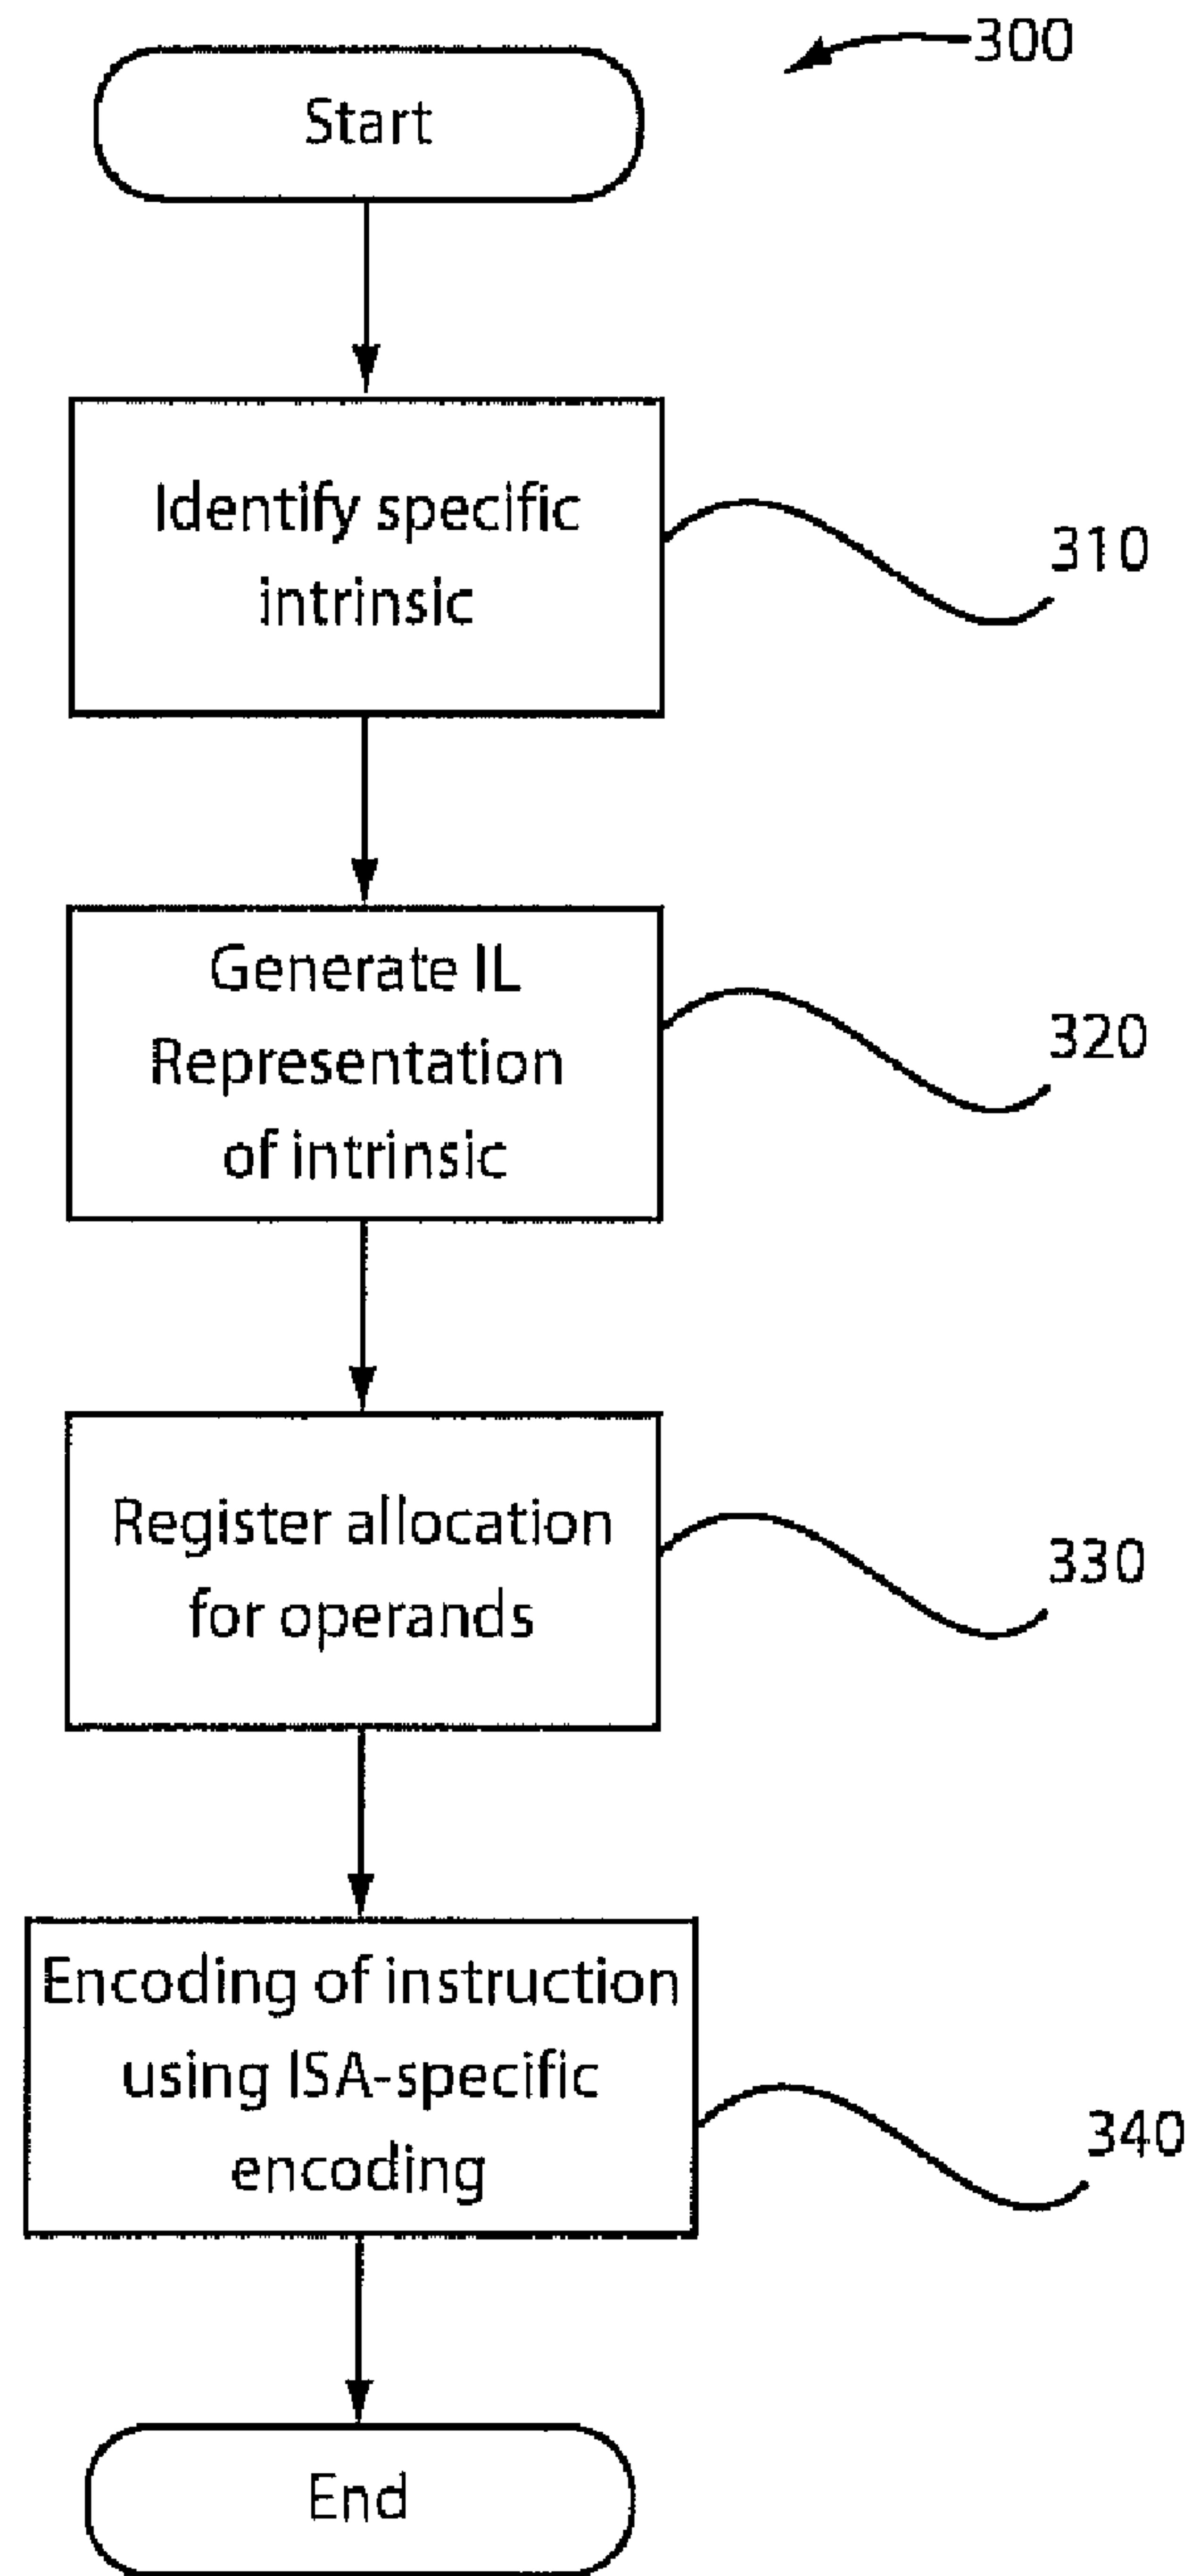 300
Start
Identify specific
intrinsic
310
Generate IL
Representation
of intrinsic
320
Register allocation
for operands
330
Encoding of instruction
using ISA-specific
encoding
340
End